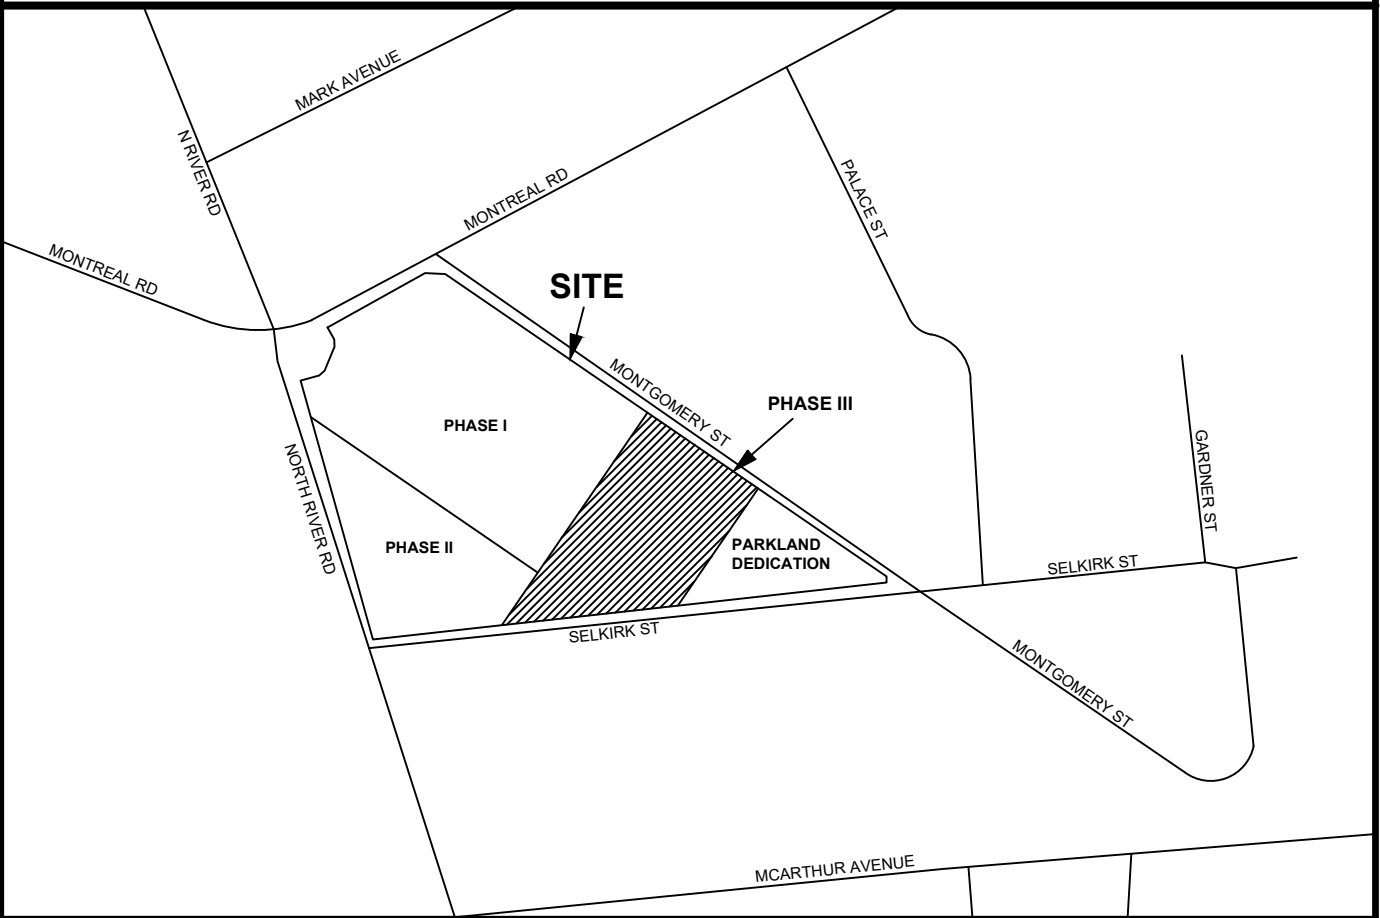 MARK AVENUE
N RIVER RD
MONTREAL RD
PALACE ST
MONTREAL RD
SITE
MONTGOMERY ST
PHASE III
PHASE I
GARDNER ST
NORTH RIVER RD
PHASE II
PARKLAND
DEDICATION
SELKIRK ST
SELKIRK ST
MONTGOMERY ST
MCARTHUR AVENUE